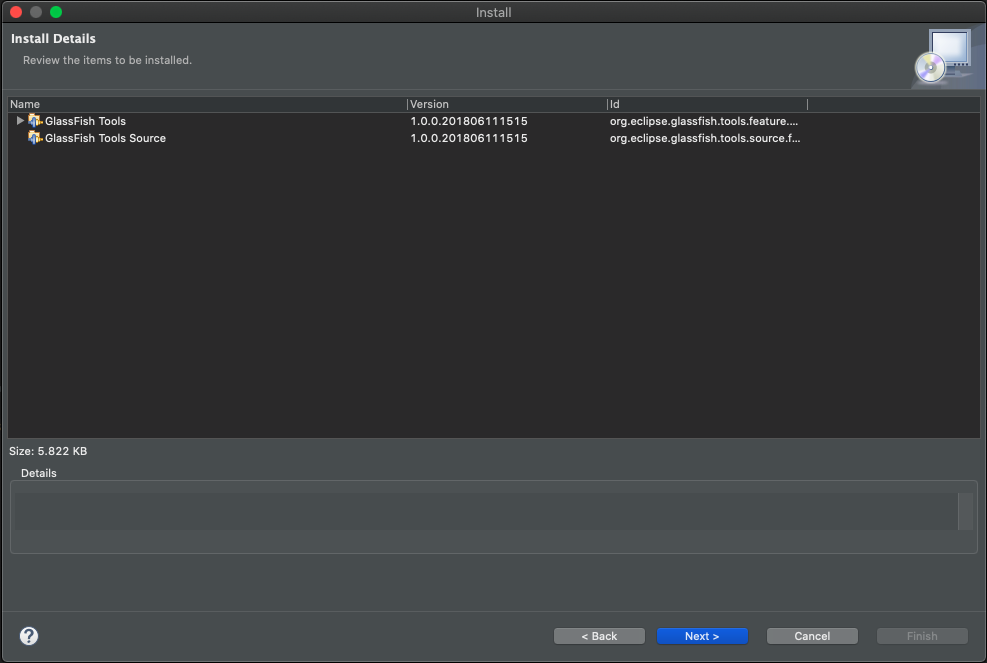 Install
Install Details
Review the items to be installed.
Name Version Id
GlassFish Tools 1.0.0.201806111515 org.eclipse.glassfish.tools.feature....
GlassFish Tools Source 1.0.0.201806111515 org.eclipse.glassfish.tools.source.f...
Size: 5.822 KB
Details
? < Back Next > Cancel Finish